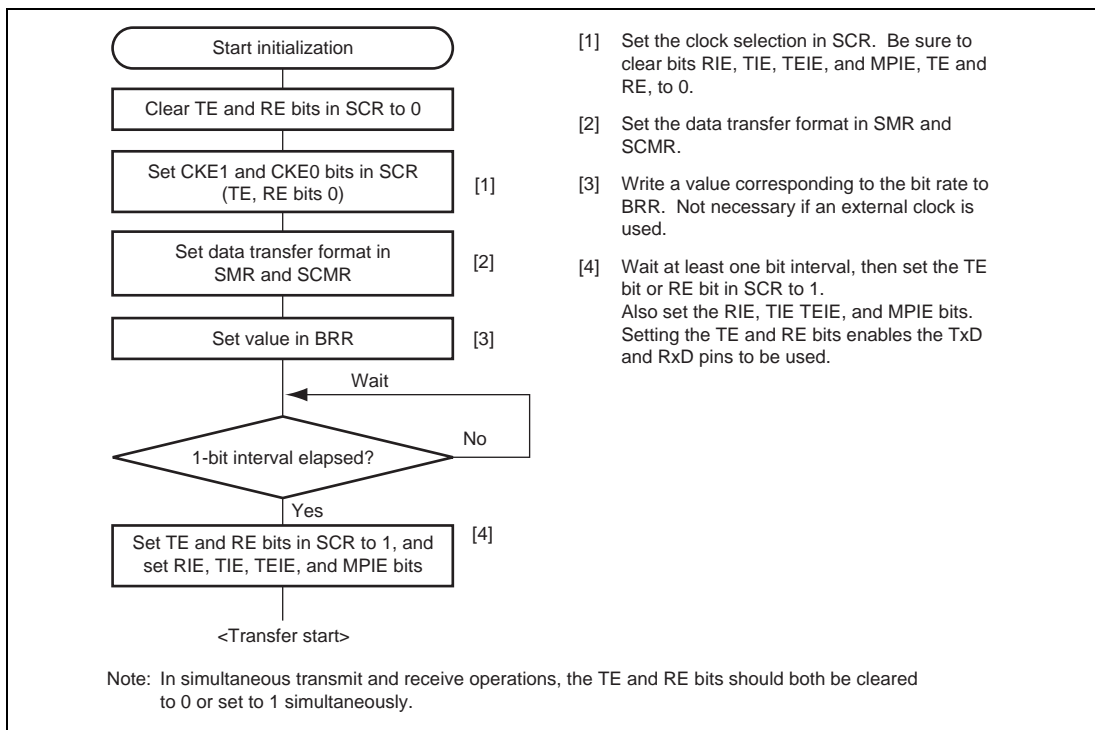 Start initialization
Clear TE and RE bits in SCR to 0
Set CKE1 and CKE0 bits in SCR
(TE, RE bits 0)
[1]
Set data transfer format in
SMR and SCMR
[2]
Set value in BRR
[3]
Wait
No
1-bit interval elapsed?
Yes
Set TE and RE bits in SCR to 1, and
set RIE, TIE, TEIE, and MPIE bits
[4]
<Transfer start>
[1] Set the clock selection in SCR. Be sure to
clear bits RIE, TIE, TEIE, and MPIE, TE and
RE, to 0.
[2] Set the data transfer format in SMR and
SCMR.
[3] Write a value corresponding to the bit rate to
BRR. Not necessary if an external clock is
used.
[4] Wait at least one bit interval, then set the TE
bit or RE bit in SCR to 1.
Also set the RIE, TIE TEIE, and MPIE bits.
Setting the TE and RE bits enables the TxD
and RxD pins to be used.
Note: In simultaneous transmit and receive operations, the TE and RE bits should both be cleared
to 0 or set to 1 simultaneously.